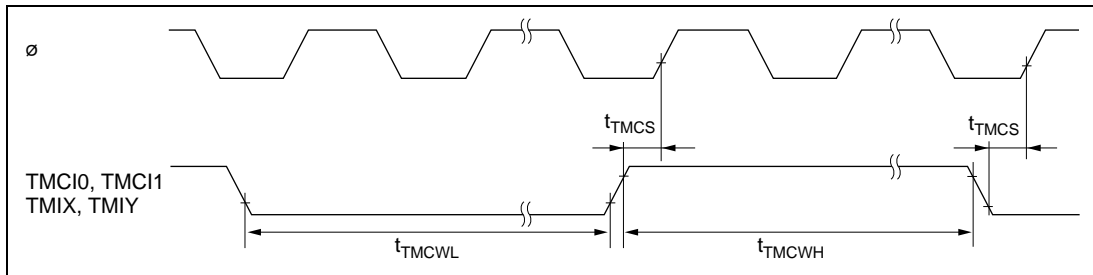 ø
tTMCS
tTMCS
TMCI0, TMCI1
TMIX, TMIY
tTMCWL
tTMCWH